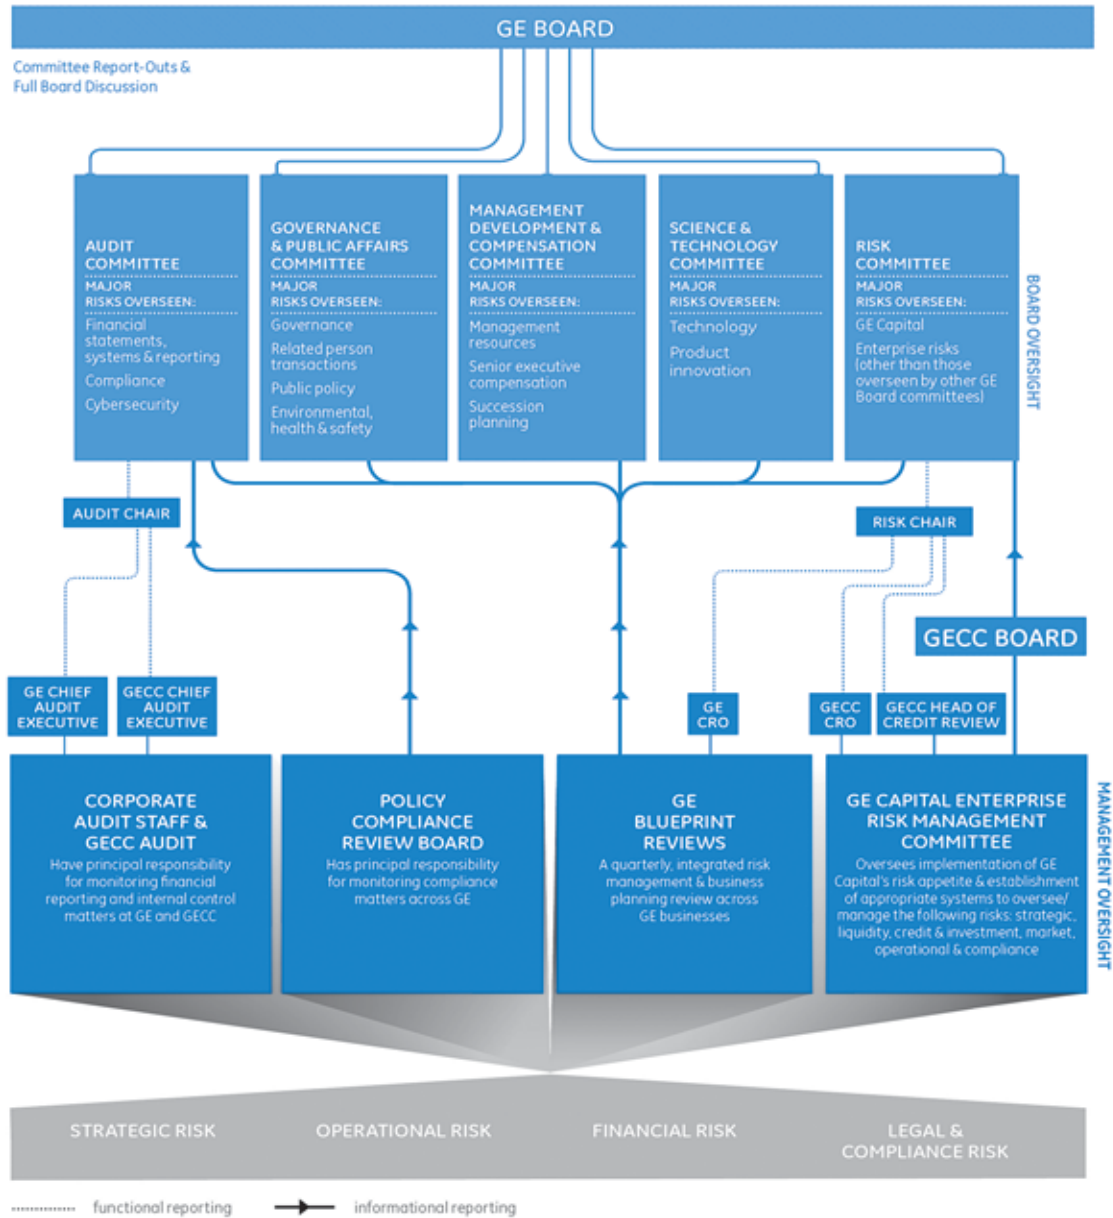 GE BOARD
Committee Report-Outs &
Full Board Discussion
AUDIT
COMMITTEE
MAJOR
RISKS OVERSEEN:
Financial
statements,
systems & reporting
Compliance
Cybersecurity
GOVERNANCE
& PUBLIC AFFAIRS
COMMITTEE
MAJOR
RISKS OVERSEEN:
Governance
Related person
transactions
Public policy
Environmental,
health & safety
MANAGEMENT
DEVELOPMENT &
COMPENSATION
COMMITTEE
MAJOR
RISKS OVERSEEN:
Management
resources
Senior executive
compensation
Succession
planning
SCIENCE &
TECHNOLOGY
COMMITTEE
MAJOR
RISKS OVERSEEN:
Technology
Product
innovation
RISK
COMMITTEE
MAJOR
RISKS OVERSEEN:
GE Capital
Enterprise risks
(other than those
overseen by other GE
Board committees)
BOARD OVERSIGHT
AUDIT CHAIR
RISK CHAIR
GECC BOARD
GE CHIEF
AUDIT
EXECUTIVE
GECC CHIEF
AUDIT
EXECUTIVE
GE
CRO
GECC
CRO
GECC HEAD OF
CREDIT REVIEW
CORPORATE
AUDIT STAFF &
GECC AUDIT
Have principal responsibility
for monitoring financial
reporting and internal control
matters at GE and GECC
POLICY
COMPLIANCE
REVIEW BOARD
Has principal responsibility
for monitoring compliance
matters across GE
GE
BLUEPRINT
REVIEWS
A quarterly, integrated risk
management & business
planning review across
GE businesses
GE CAPITAL ENTERPRISE
RISK MANAGEMENT
COMMITTEE
Oversees implementation of GE
Capital's risk appetite & establishment
of appropriate systems to oversee/
manage the following risks: strategic,
liquidity, credit & investment, market,
operational & compliance
MANAGEMENT OVERSIGHT
STRATEGIC RISK
OPERATIONAL RISK
FINANCIAL RISK
LEGAL &
COMPLIANCE RISK
functional reporting
informational reporting